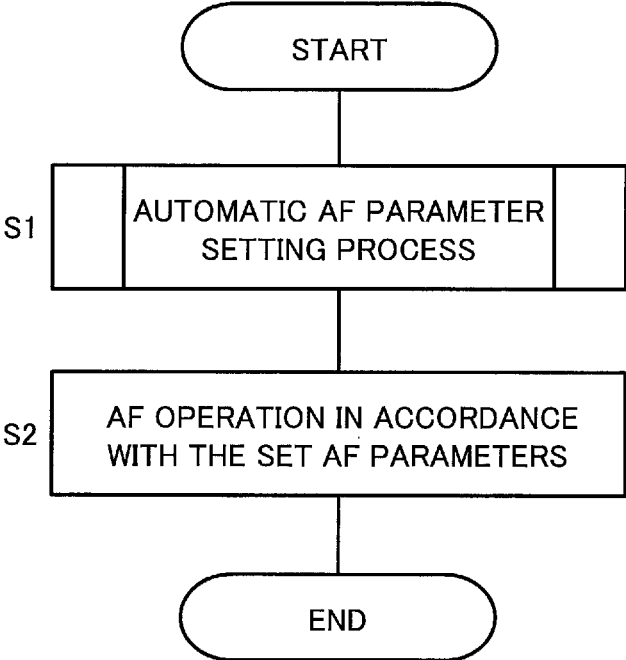 START
S1
AUTOMATIC AF PARAMETER
SETTING PROCESS
S2
AF OPERATION IN ACCORDANCE
WITH THE SET AF PARAMETERS
END